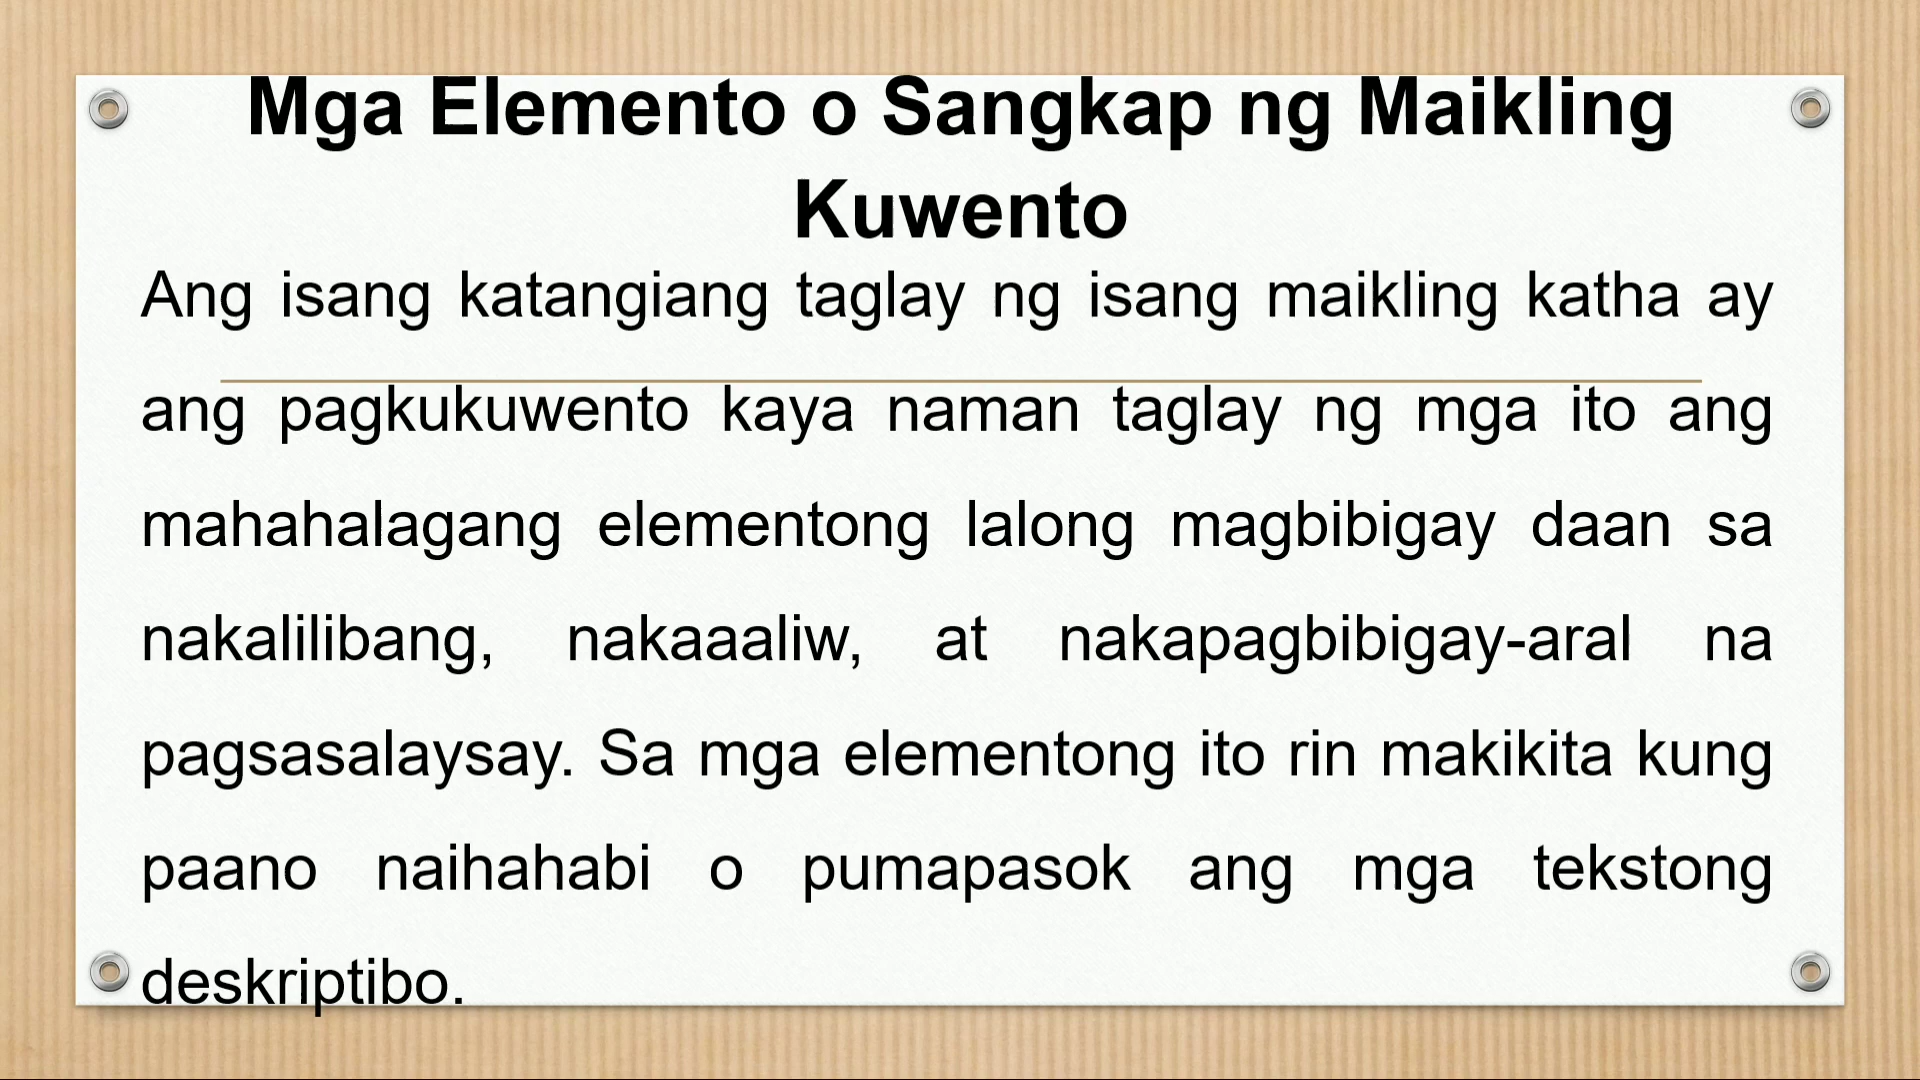 Mga Elemento o Sangkap ng Maikling
Kuwento
Ang isang katangiang taglay ng isang maikling katha ay
ang pagkukuwento kaya naman taglay ng mga ito ang
mahahalagang elementong lalong magbibigay daan sa
nakalilibang, nakaaaliw, at nakapagbibigay-aral na
pagsasalaysay. Sa mga elementong ito rin makikita kung
paano naihahabi o pumapasok ang mga tekstong
deskriptibo.